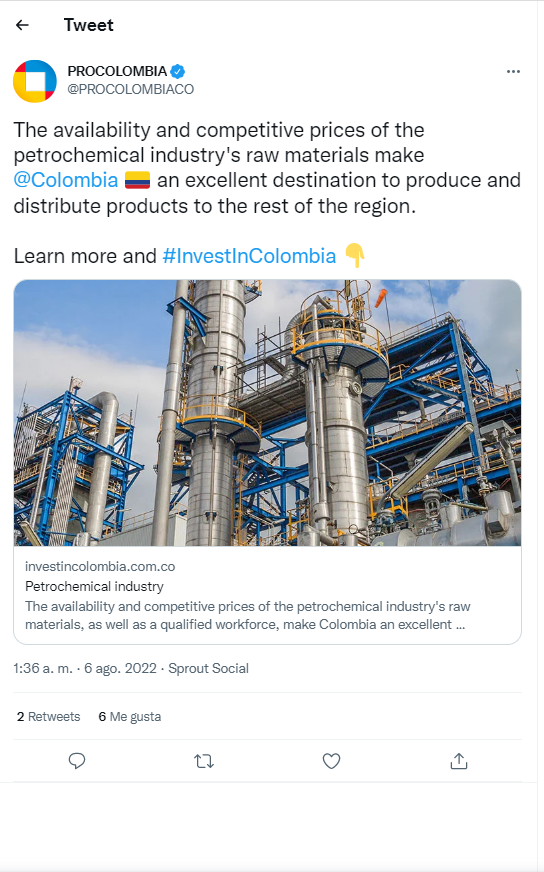 Tweet
PROCOLOMBIA
@PROCOLOMBIACO
The availability and competitive prices of the
petrochemical industry's raw materials make
@Colombia 🇨🇴 an excellent destination to produce and
distribute products to the rest of the region.
Learn more and #InvestInColombia 👇
investincolombia.com.co
Petrochemical industry
The availability and competitive prices of the petrochemical industry's raw
materials, as well as a qualified workforce, make Colombia an excellent ...
1:36 a. m. · 6 ago. 2022 · Sprout Social
2 Retweets 6 Me gusta